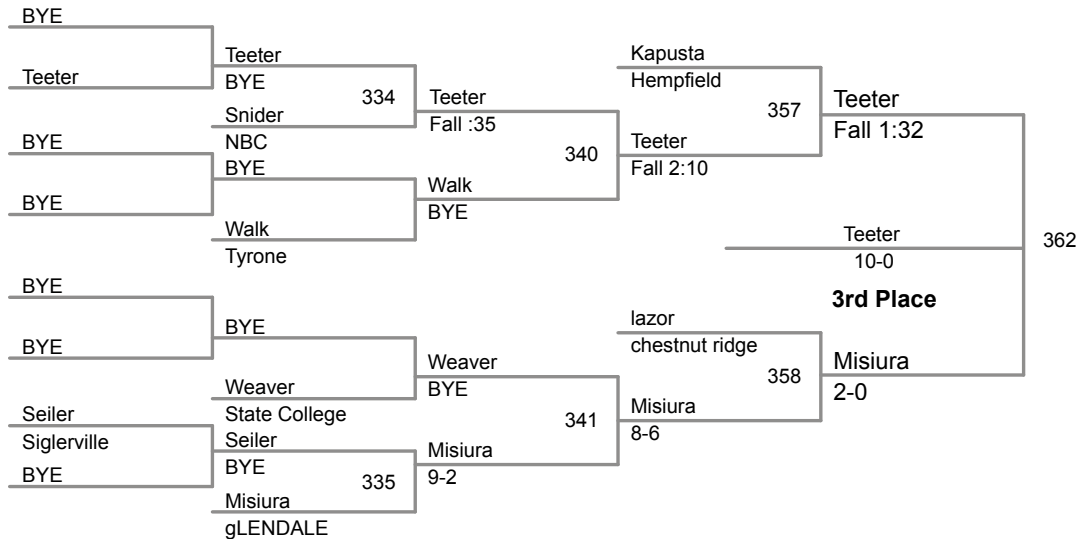 BYE
Teeter
BYE
BYE
BYE
BYE
Seiler
Siglerville
BYE
Teeter
BYE
334
Snider
NBC
BYE
Walk
Tyrone
BYE
Weaver
State College
Seiler
BYE
335
Misiura
gLENDALE
Teeter
Fall :35
340
Walk
BYE
Weaver
BYE
341
Misiura
9-2
Kapusta
Hempfield
357
Teeter
Fall 2:10
lazor
chestnut ridge
358
Misiura
8-6
Teeter
Fall 1:32
Teeter
10-0
362
3rd Place
Misiura
2-0